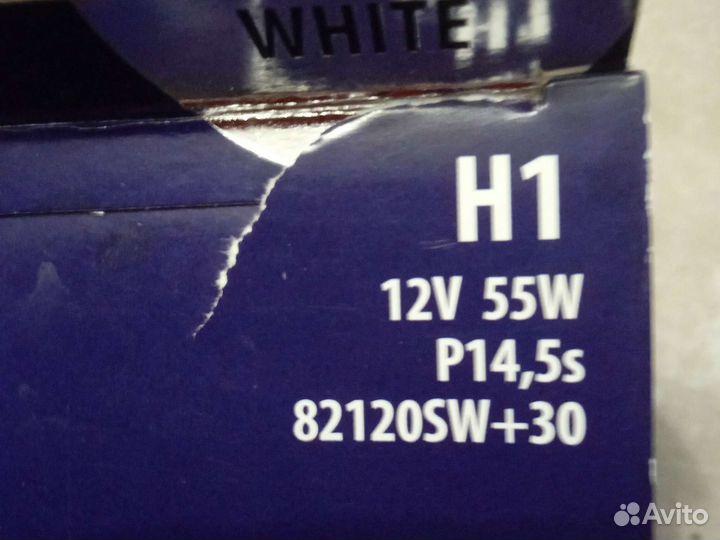 WHITE
H1
12V 55W
P14,5s
82120SW+30
Avito